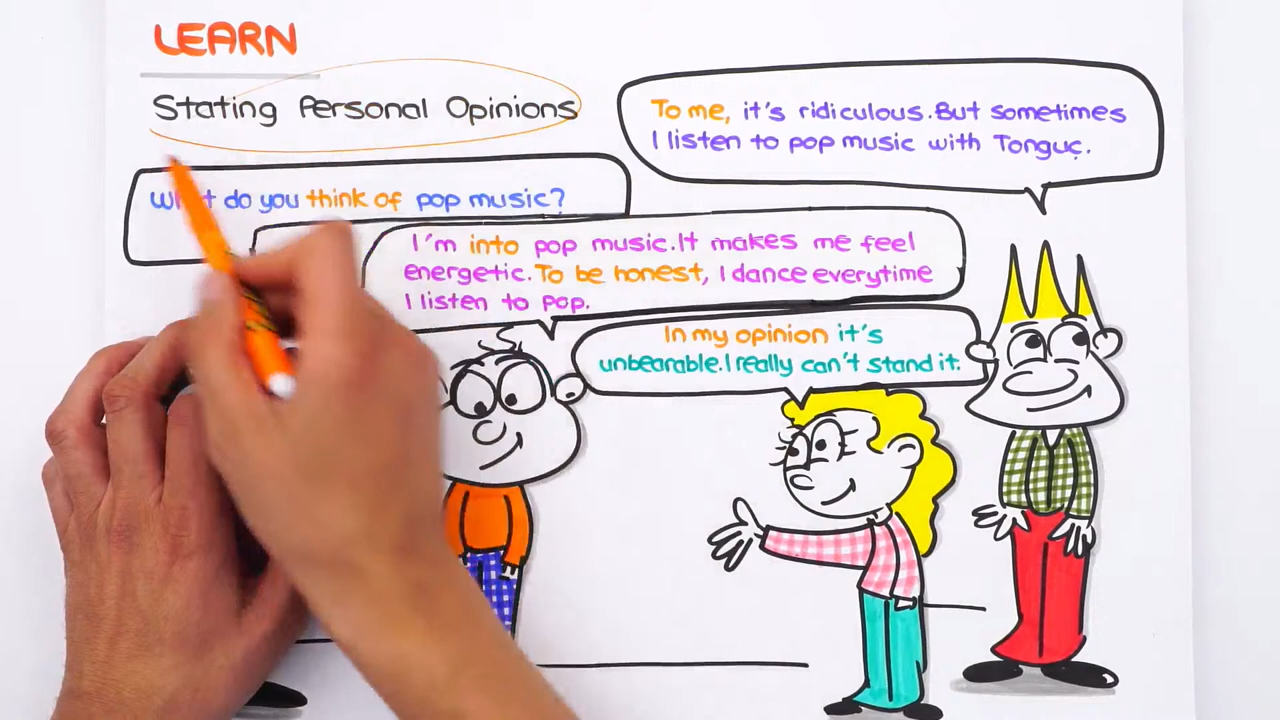 LEARN
Stating Personal Opinions
To me, it's ridiculous. But sometimes
I listen to pop music with Tonguç.
What do you think of pop music?
I'm into pop music. It makes me feel
energetic. To be honest, I dance everytime
I listen to pop.
In my opinion it's
unbearable. I really can't stand it.